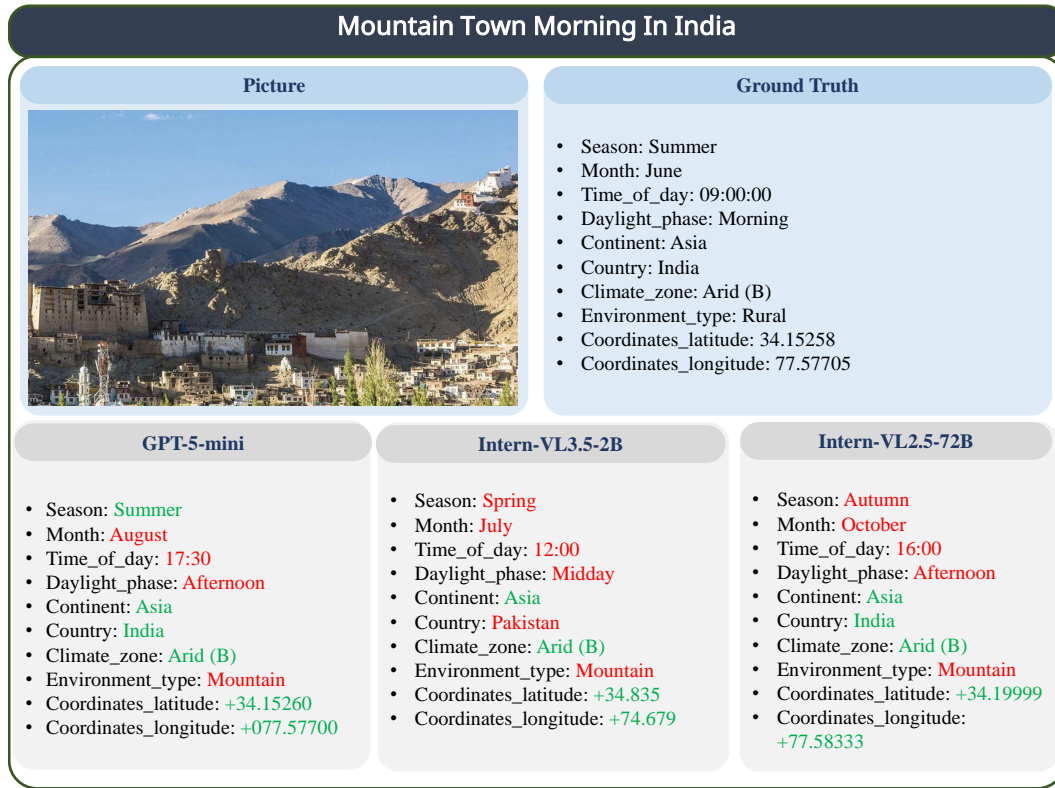 Mountain Town Morning In India
Picture
Ground Truth
• Season: Summer
• Month: June
• Time_of_day: 09:00:00
• Daylight_phase: Morning
• Continent: Asia
• Country: India
• Climate_zone: Arid (B)
• Environment_type: Rural
• Coordinates_latitude: 34.15258
• Coordinates_longitude: 77.57705
GPT-5-mini
• Season: Summer
• Month: August
• Time_of_day: 17:30
• Daylight_phase: Afternoon
• Continent: Asia
• Country: India
• Climate_zone: Arid (B)
• Environment_type: Mountain
• Coordinates_latitude: +34.15260
• Coordinates_longitude: +077.57700
Intern-VL3.5-2B
• Season: Spring
• Month: July
• Time_of_day: 12:00
• Daylight_phase: Midday
• Continent: Asia
• Country: Pakistan
• Climate_zone: Arid (B)
• Environment_type: Mountain
• Coordinates_latitude: +34.835
• Coordinates_longitude: +74.679
Intern-VL2.5-72B
• Season: Autumn
• Month: October
• Time_of_day: 16:00
• Daylight_phase: Afternoon
• Continent: Asia
• Country: India
• Climate_zone: Arid (B)
• Environment_type: Mountain
• Coordinates_latitude: +34.19999
• Coordinates_longitude:
+77.58333